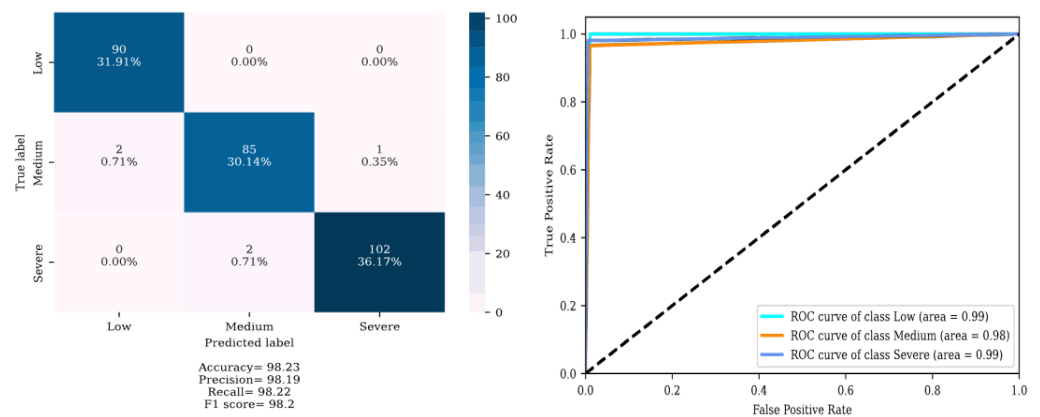 100
90
31.91%
0
0.00%
0
0.00%
Low
80
60
2
0.71%
85
30.14%
1
0.35%
True label
Medium
40
0
0.00%
2
0.71%
102
36.17%
Severe
20
0
Low
Medium
Severe
Predicted label
Accuracy= 98.23
Precision= 98.19
Recall= 98.22
F1 score= 98.2
1.0
0.8
0.6
0.4
0.2
0.0
True Positive Rate
ROC curve of class Low (area = 0.99)
ROC curve of class Medium (area = 0.98)
ROC curve of class Severe (area = 0.99)
0.0
0.2
0.4
0.6
0.8
1.0
False Positive Rate